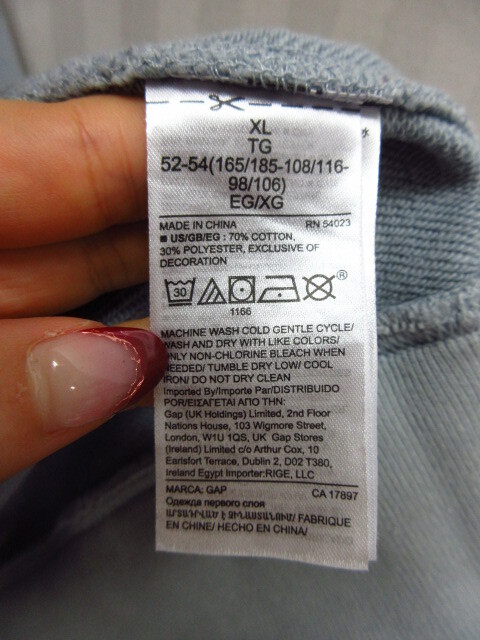 XL
TG
52-54(165/185-108/116-
98/106)
EG/XG
MADE IN CHINA RN 54023
■ US/GB/EG : 70% COTTON,
30% POLYESTER, EXCLUSIVE OF
DECORATION
30 ®
1166
MACHINE WASH COLD GENTLE CYCLE/
WASH AND DRY WITH LIKE COLORS/
ONLY NON-CHLORINE BLEACH WHEN
NEEDED/ TUMBLE DRY LOW/ COOL
IRON/ DO NOT DRY CLEAN
Imported By/Importe Par/DISTRIBUIDO
POR/ΕΙΣΑΓΕΤΑΙ ΑΠΟ ΤΗΝ:
Gap (UK Holdings) Limited, 2nd Floor
Nations House, 103 Wigmore Street,
London, W1U 1QS, UK Gap Stores
(Ireland) Limited c/o Arthur Cox, 10
Earlsfort Terrace, Dublin 2, D02 T380,
Ireland Egypt Importer:RIGE, LLC
MARCA: GAP CA 17897
Одежда первого слоя
FABRIQUE
EN CHINE/ HECHO EN CHINA/